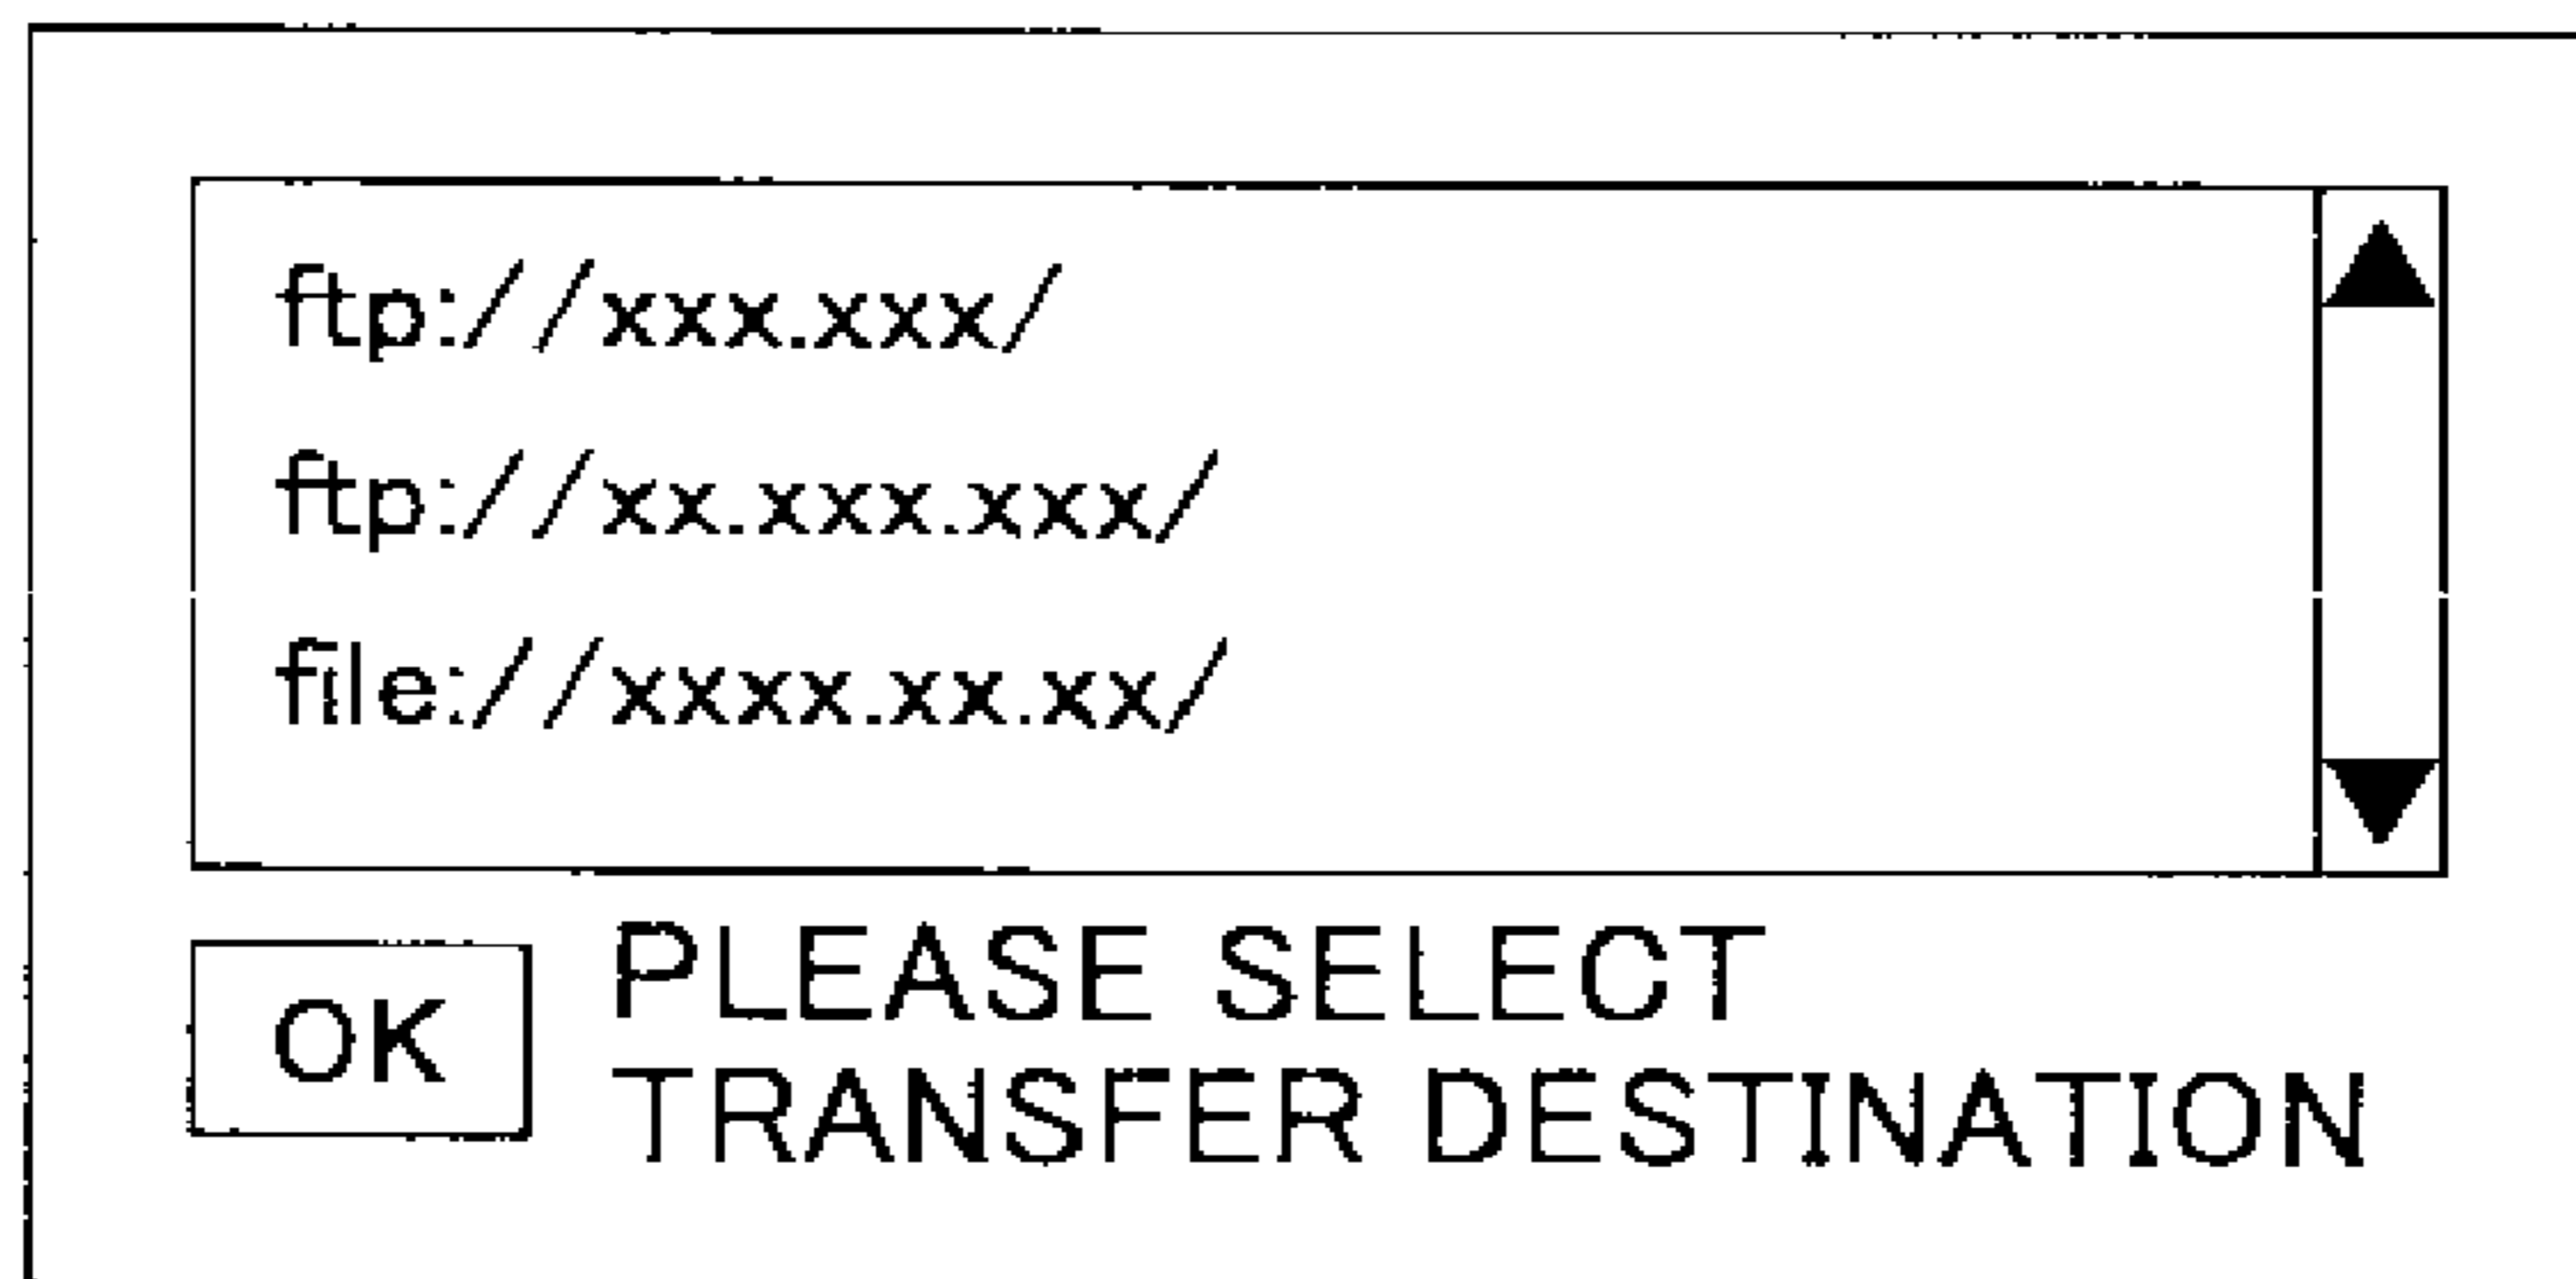 ftp://xxx.xxx/
ftp://xx.xxx.xxx/
file://xxxx.xx.xx/
OK
PLEASE SELECT
TRANSFER DESTINATION